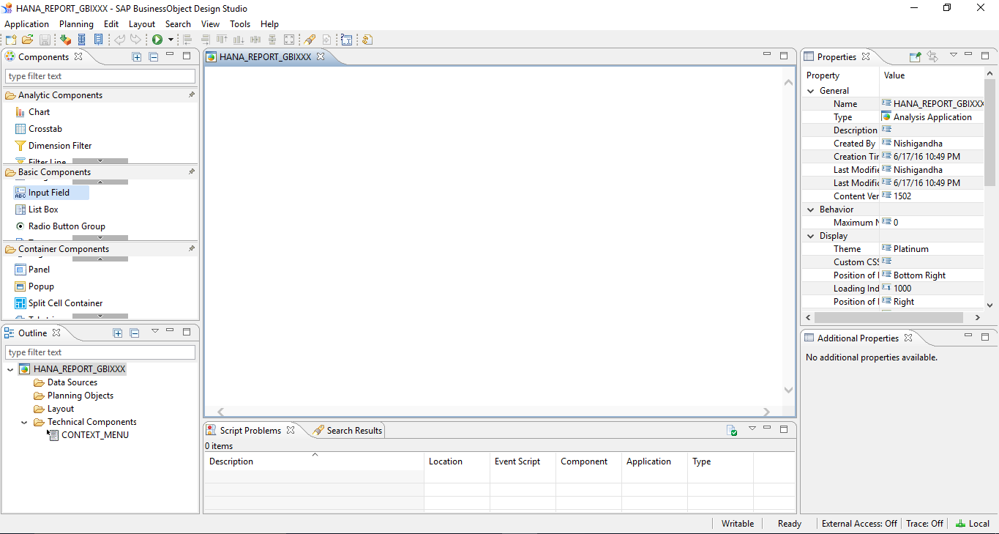 HANA_REPORT_GBIXXX - SAP BusinessObject Design Studio
Application Planning Edit Layout Search View Tools Help
Components
type filter text
Analytic Components
Chart
Crosstab
Dimension Filter
Filter Line
Basic Components
Input Field
ABC
List Box
Radio Button Group
Container Components
Panel
Popup
Split Cell Container
Outline
type filter text
HANA_REPORT_GBIXXX
Data Sources
Planning Objects
Layout
Technical Components
CONTEXT_MENU
HANA_REPORT_GBIXXX
Script Problems Search Results
0 items
Description Location Event Script Component Application Type
Properties
Property Value
General
Name HANA_REPORT_GBIXXX
Type Analysis Application
Description
Created By Nishigandha
Creation Tir 6/17/16 10:49 PM
Last Modifie Nishigandha
Last Modific 6/17/16 10:49 PM
Content Ver 1502
Behavior
Maximum N 0
Display
Theme Platinum
Custom CSS
Position of Bottom Right
Loading Ind 1000
Position of Right
Additional Properties
No additional properties available.
Writable Ready External Access: Off Trace: Off Local